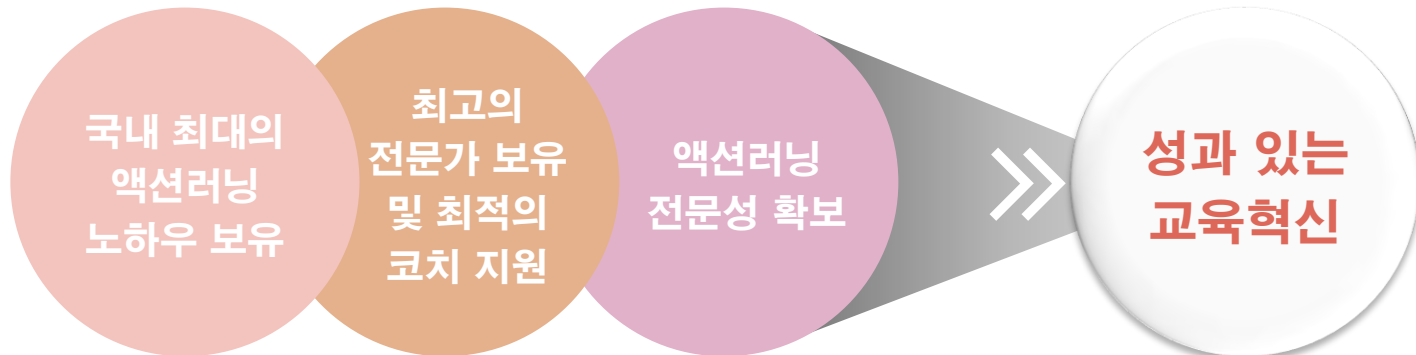 국내 최대의
액션러닝
노하우 보유
최고의
전문가 보유
및 최적의
코치 지원
액션러닝
전문성 확보
성과 있는
교육혁신